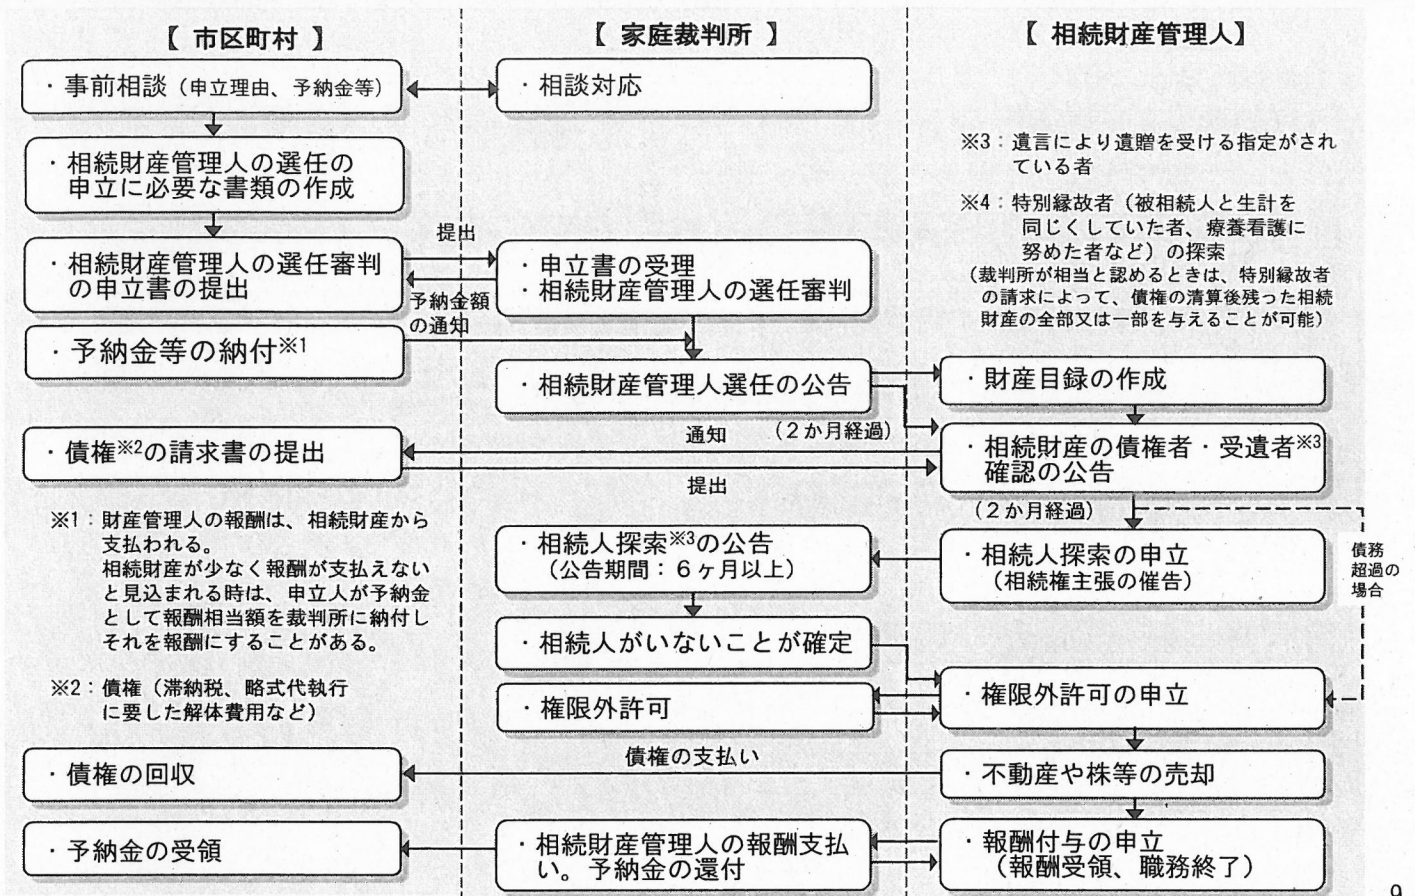 【 市区町村 】
【 家庭裁判所 】
【 相続財産管理人】
・事前相談（申立理由、予納金等）
・相談対応
・相続財産管理人の選任の
申立に必要な書類の作成
※3：遺言により遺贈を受ける指定がされ
ている者
※4：特別縁故者（被相続人と生計を
同じくしていた者、療養看護に
努めた者など）の探索
（裁判所が相当と認めるときは、特別縁故者
の請求によって、債権の清算後残った相続
財産の全部又は一部を与えることが可能）
提出
・相続財産管理人の選任審判
の申立書の提出
・申立書の受理
・相続財産管理人の選任審判
予納金額
の通知
・予納金等の納付※1
・相続財産管理人選任の公告
・財産目録の作成
通知
（２か月経過）
・債権※2の請求書の提出
・相続財産の債権者・受遺者※3
確認の公告
提出
（２か月経過）
※1：財産管理人の報酬は、相続財産から
支払われる。
相続財産が少なく報酬が支払えない
と見込まれる時は、申立人が予納金
として報酬相当額を裁判所に納付し
それを報酬にすることがある。
・相続人探索※3の公告
（公告期間：６ヶ月以上）
・相続人探索の申立
（相続権主張の催告）
債務
超過の
場合
・相続人がいないことが確定
※2：債権（滞納税、略式代執行
に要した解体費用など）
・権限外許可
・権限外許可の申立
債権の支払い
・債権の回収
・不動産や株等の売却
・予納金の受領
・相続財産管理人の報酬支払
い。予納金の還付
・報酬付与の申立
（報酬受領、職務終了）
9